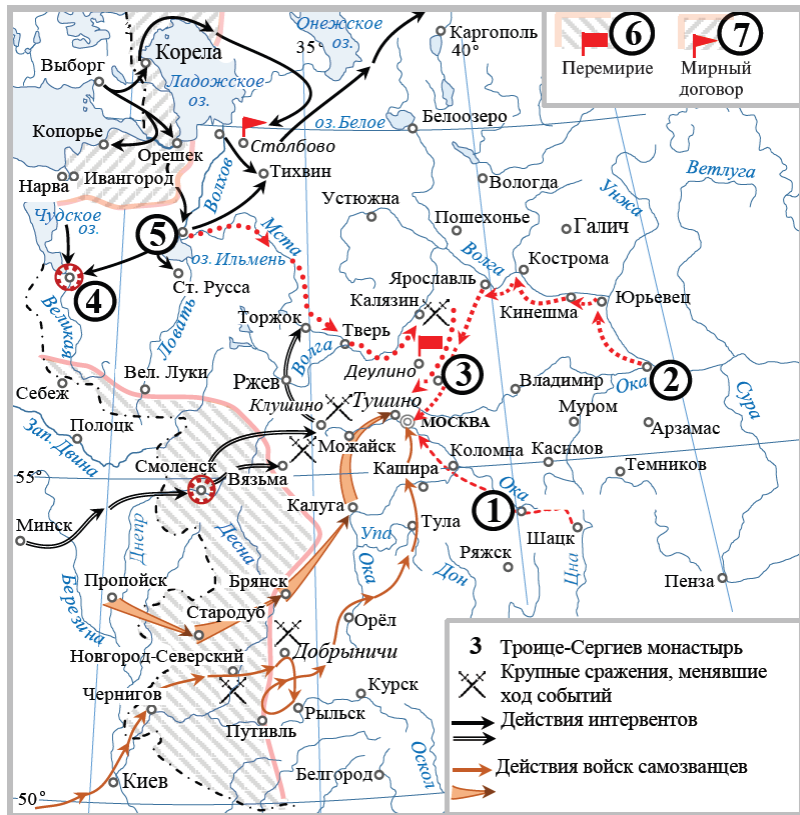 Онежское
оз.
35°
Каргополь
40°
6
7
Перемирие
Мирный
договор
Корела
Выборг
Ладожское
оз.
Копорье
Орешек
Столбово
оз. Белое
Белоозеро
Нарва
Ивангород
Волхов
Тихвин
Вологда
Унжа
Ветлуга
Чудское
оз.
Устюжна
Пошехонье
Галич
5
Мста
оз. Ильмень
Волга
Кострома
4
Ст. Русса
Ярославль
Великая
Ловать
Калязин
Кинешма
Юрьевец
Торжок
Тверь
Волга
Деулино
3
2
Себеж
Вел. Луки
Ржев
Владимир
Ока
Клушино
Тушино
МОСКВА
Муром
Сура
Полоцк
Зап. Двина
Можайск
Арзамас
Смоленск
Коломна
Касимов
55°
Вязьма
Кашира
Темников
Минск
Калуга
1
Ока
Днепр
Десна
Упа
Тула
Шацк
Ряжск
Цна
Березина
Пропойск
Брянск
Ока
Дон
Пенза
Стародуб
Орёл
Новгород-Северский
Добрыничи
Чернигов
Курск
Путивль
Рыльск
Киев
Белгород
Оскол
50°
3 Троице-Сергиев монастырь
Крупные сражения, менявшие
ход событий
Действия интервентов
Действия войск самозванцев